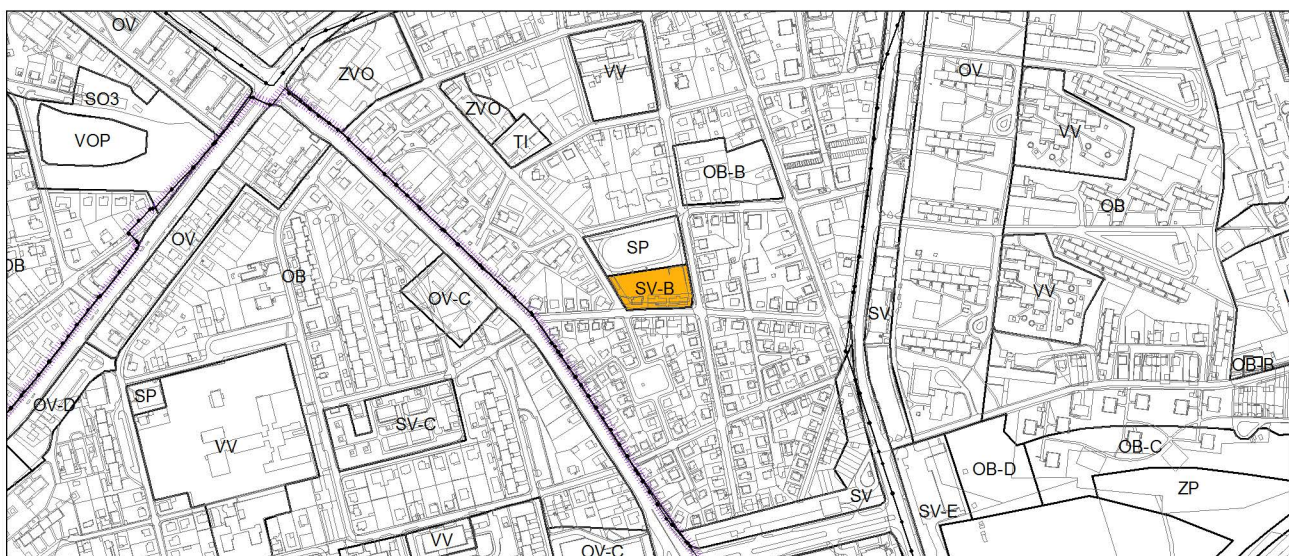 OV
ZVO
VV
OV
SO3
ZVO
VOP
TI
VV
OB-B
OB
OV
SP
OB
OB
SV-B
VV
OV-C
SV
OB-B
OV-D
SP
SV-C
VV
OB-C
OB-D
ZP
SV
SV-E
VV
OV-C